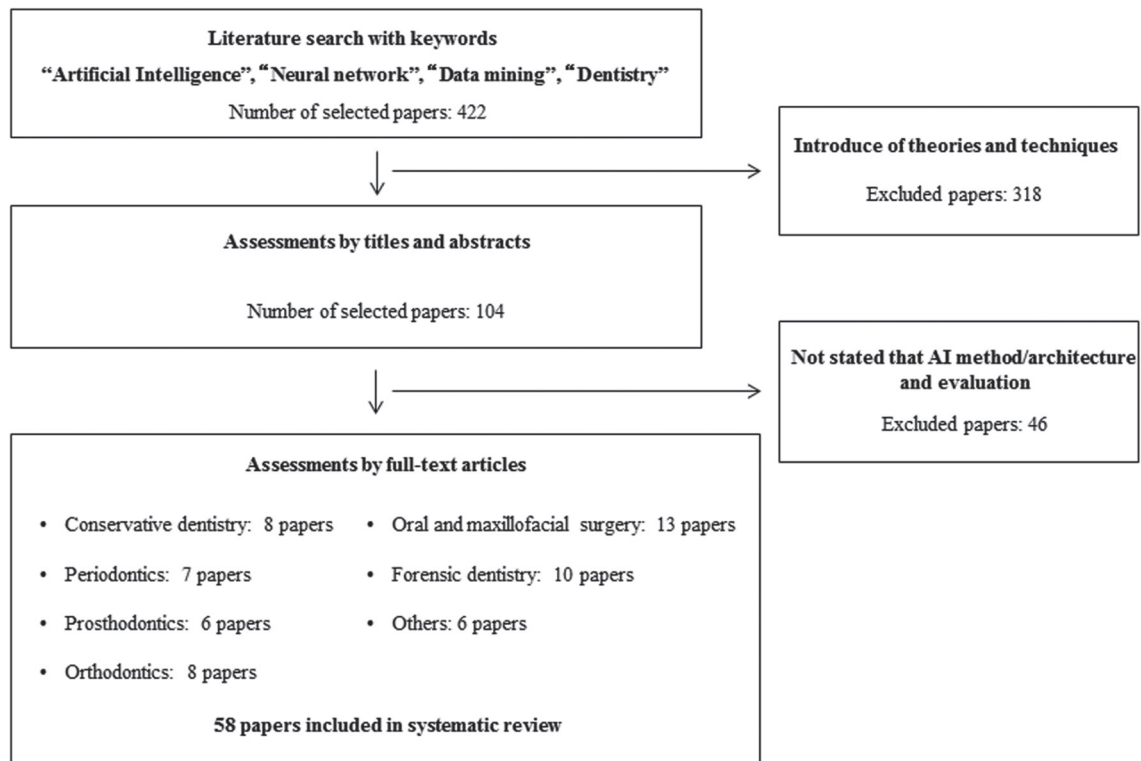 Literature search with keywords
“Artificial Intelligence”, “Neural network”, “Data mining”, “Dentistry”
Number of selected papers: 422
Introduce of theories and techniques
Excluded papers: 318
Assessments by titles and abstracts
Number of selected papers: 104
Not stated that AI method/architecture
and evaluation
Excluded papers: 46
Assessments by full-text articles
• Conservative dentistry: 8 papers
• Periodontics: 7 papers
• Prosthodontics: 6 papers
• Orthodontics: 8 papers
• Oral and maxillofacial surgery: 13 papers
• Forensic dentistry: 10 papers
• Others: 6 papers
58 papers included in systematic review